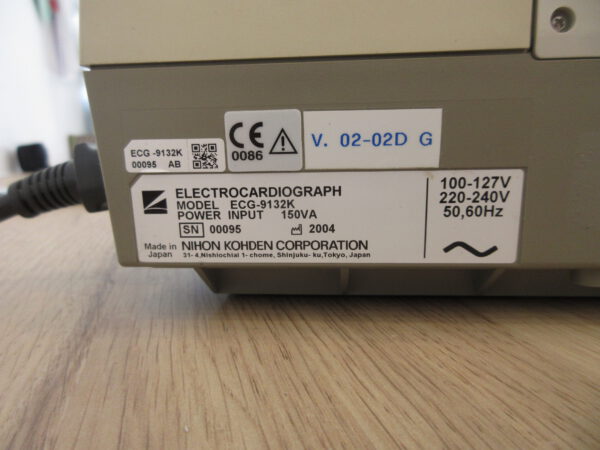 ECG -9132K
00095 AB
CE
0086
V. 02-02D G
ELECTROCARDIOGRAPH
MODEL ECG-9132K
POWER INPUT 150VA
SN 00095 2004
Made in Japan NIHON KOHDEN CORPORATION
31-4,Nishiochiai 1-chome, Shinjuku-ku,Tokyo, Japan
100-127V
220-240V
50,60Hz